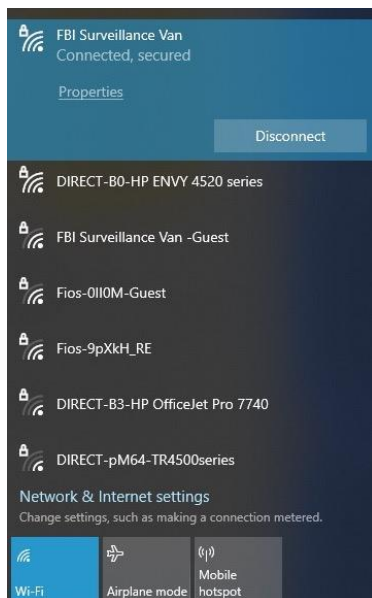 FBI Surveillance Van
Connected, secured
Properties
Disconnect
DIRECT-B0-HP ENVY 4520 series
FBI Surveillance Van -Guest
Fios-0II0M-Guest
Fios-9pXkH_RE
DIRECT-B3-HP OfficeJet Pro 7740
DIRECT-pM64-TR4500series
Network & Internet settings
Change settings, such as making a connection metered.
Wi-Fi
Airplane mode
Mobile
hotspot